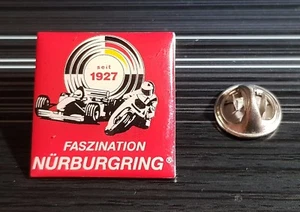 seit
1927
FASZINATION
NÜRBURGRING®